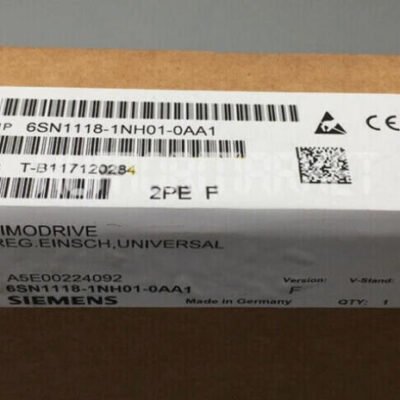 P 6SN1118-1NH01-0AA1
T-B117120284
2PE F
IMODRIVE
REG.EINSCH,UNIVERSAL
A5E00224092
6SN1118-1NH01-0AA1
SIEMENS
Made in Germany
Version:
F
V-Stand:
QTY: 1
CE